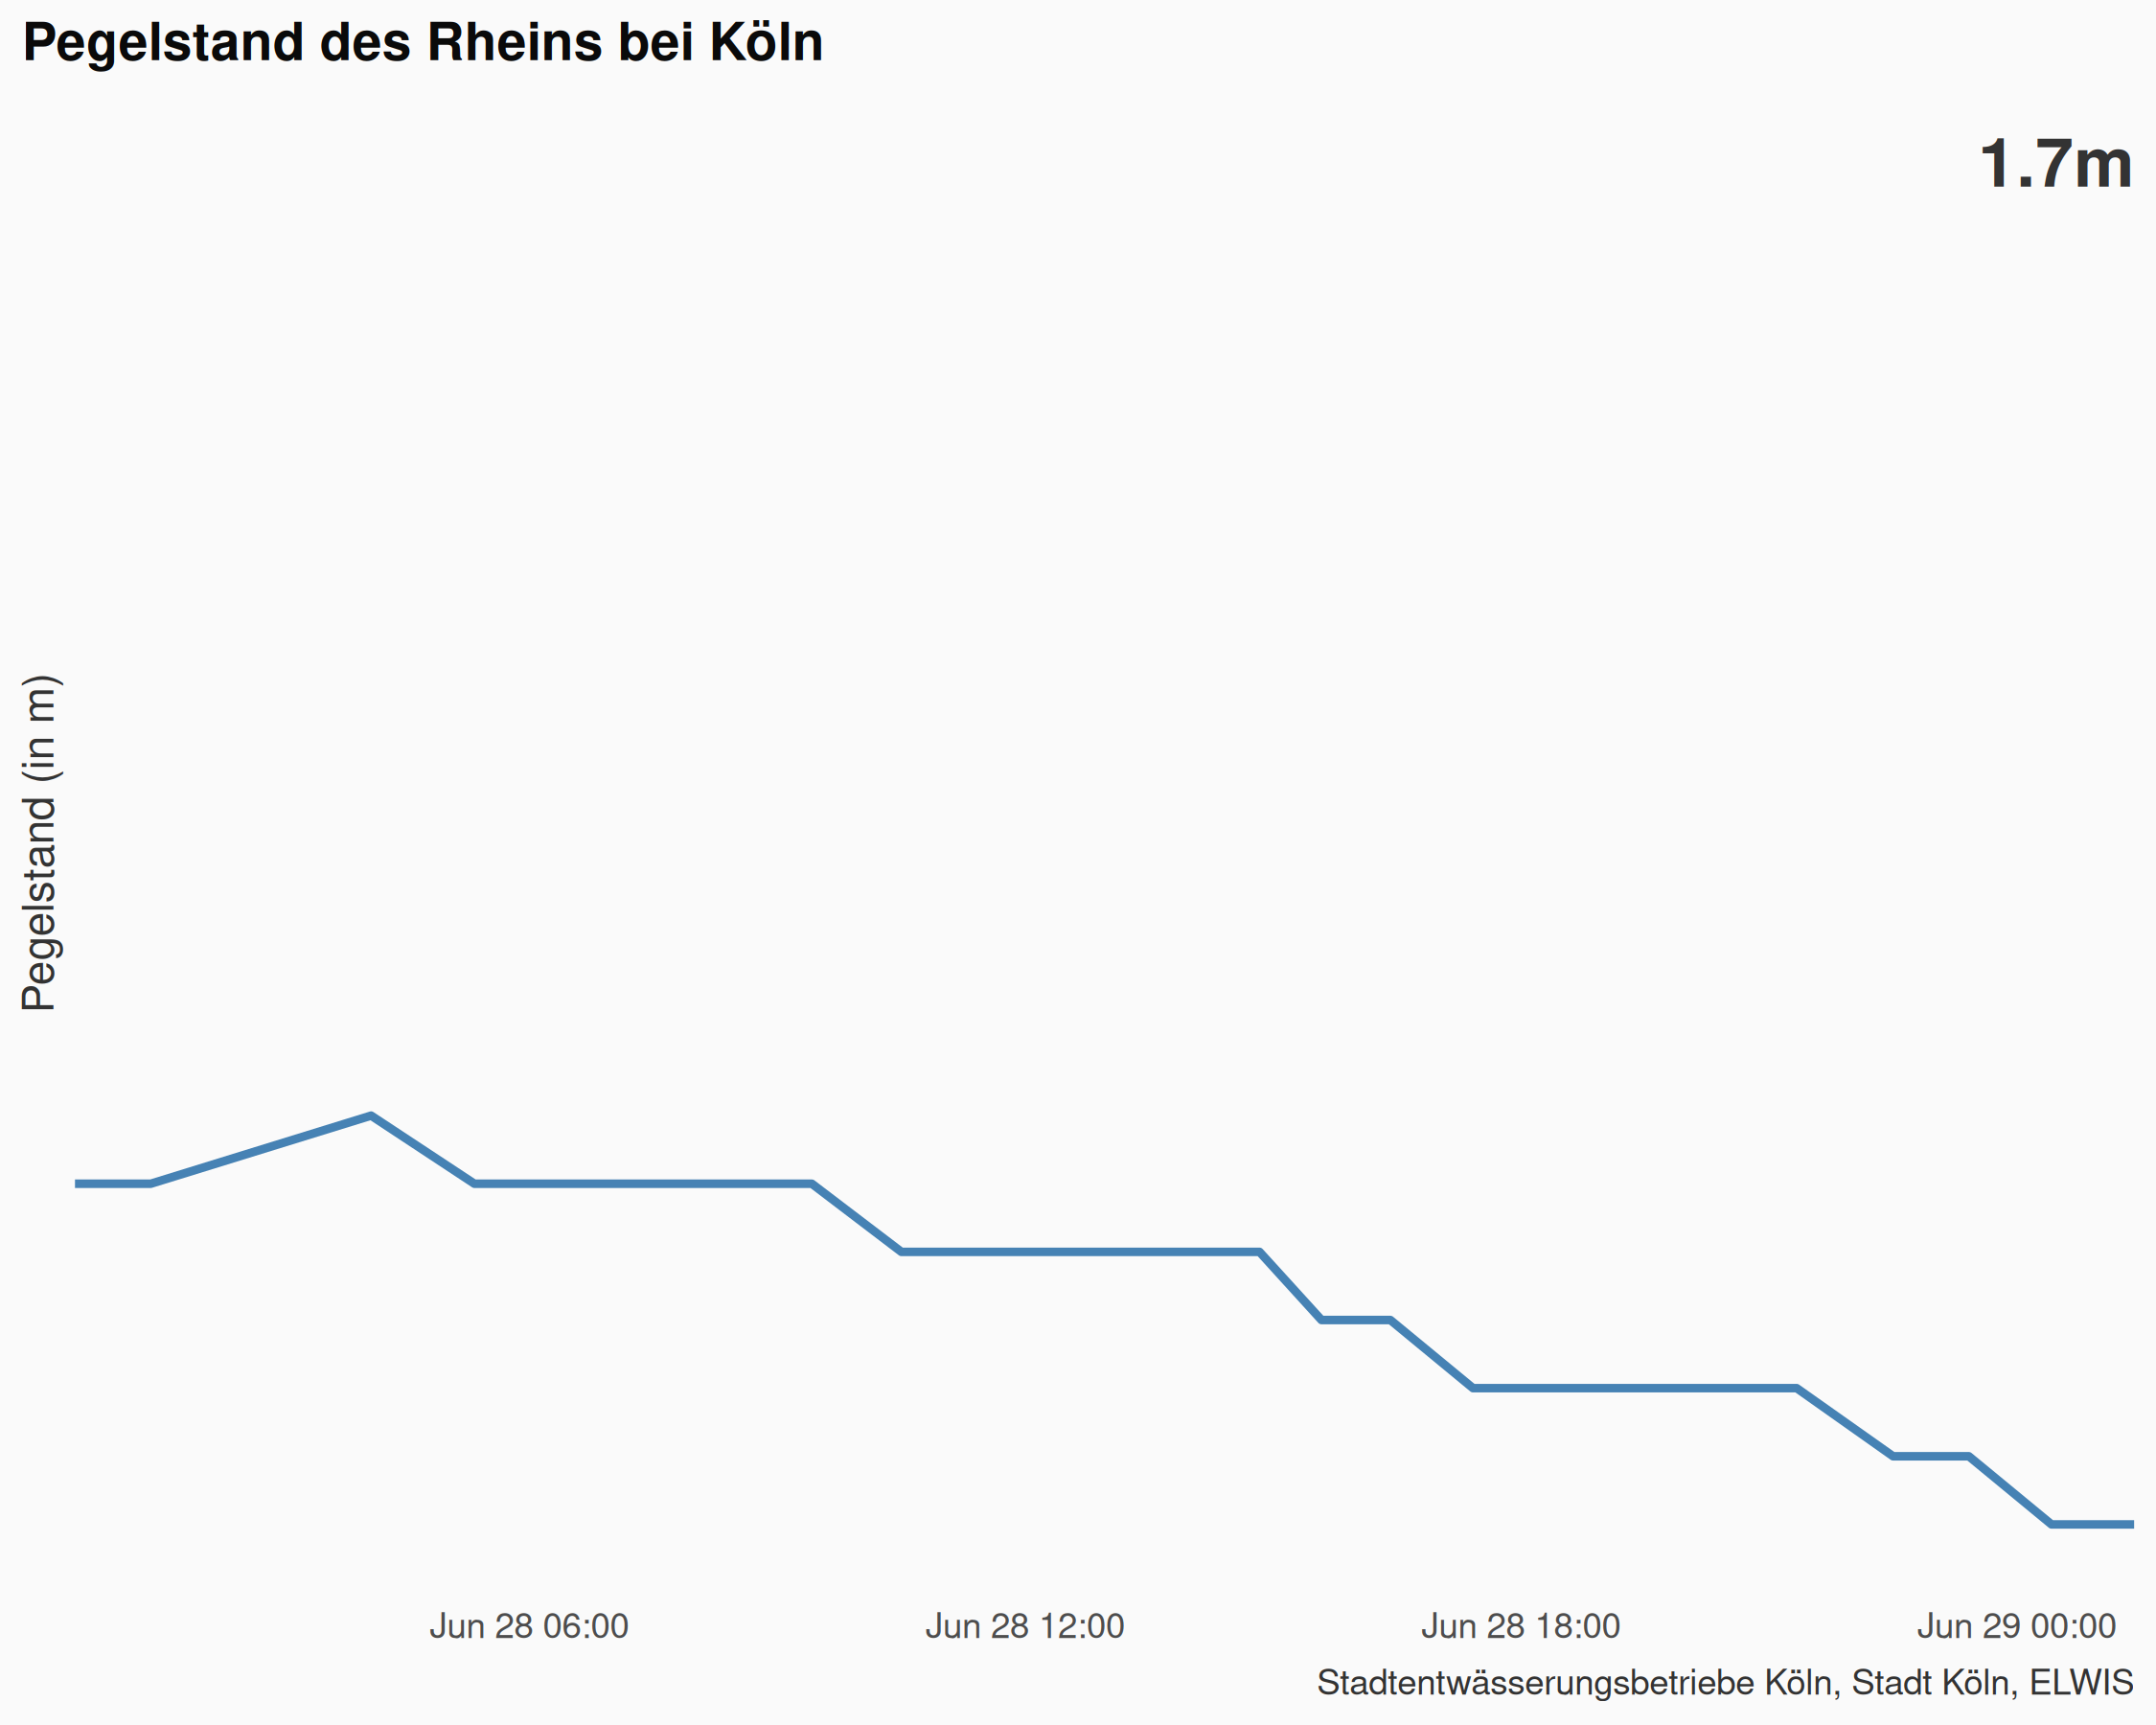 Pegelstand des Rheins bei Köln
1.7m
Pegelstand (in m)
Jun 28 06:00
Jun 28 12:00
Jun 28 18:00
Jun 29 00:00
Stadtentwässerungsbetriebe Köln, Stadt Köln, ELWIS